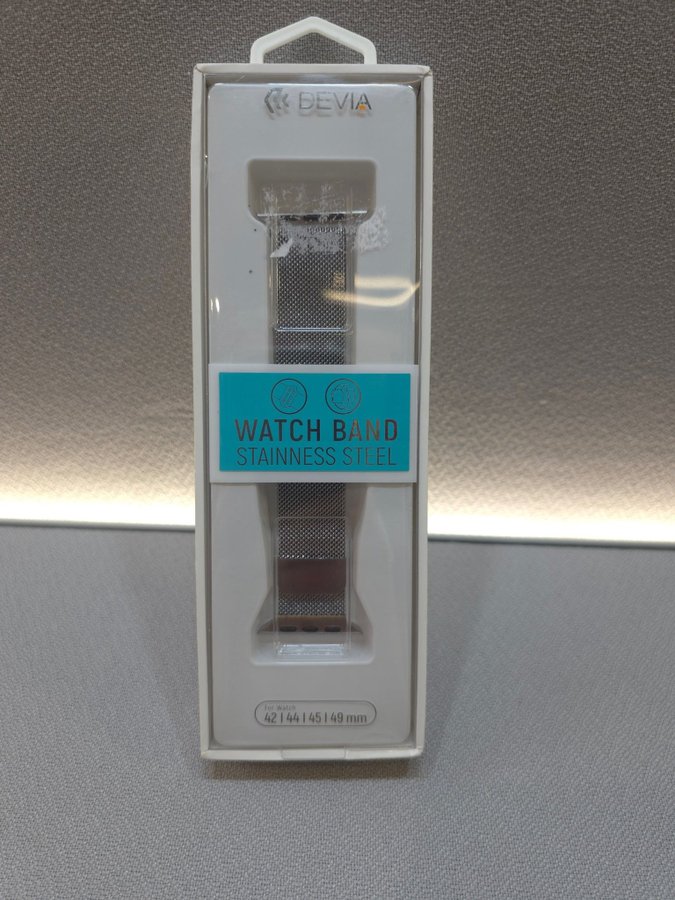 DEVIA
WATCH BAND
STAINNESS STEEL
For Watch
42 | 44 | 45 | 49 mm